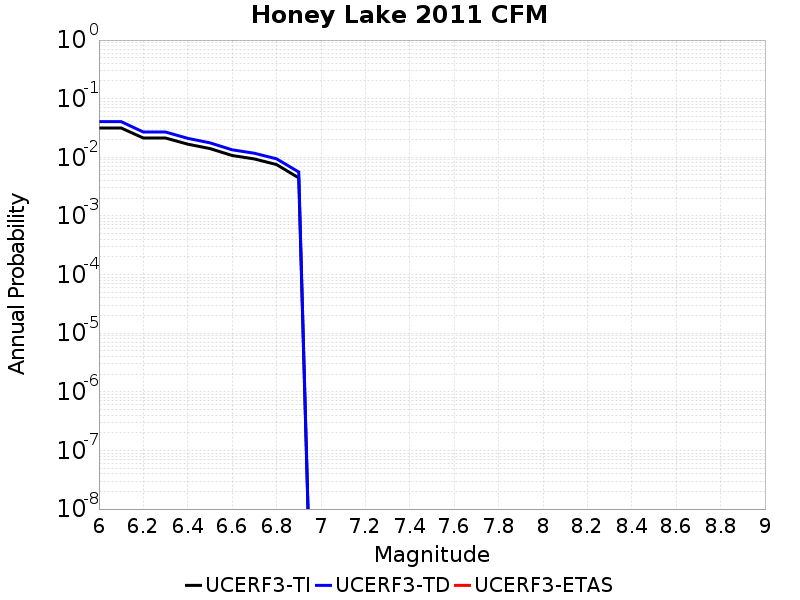 Honey Lake 2011 CFM
10^0
10^-1
10^-2
10^-3
10^-4
10^-5
10^-6
10^-7
10^-8
Annual Probability
6 6.2 6.4 6.6 6.8 7 7.2 7.4 7.6 7.8 8 8.2 8.4 8.6 8.8 9
Magnitude
UCERF3-TI UCERF3-TD UCERF3-ETAS